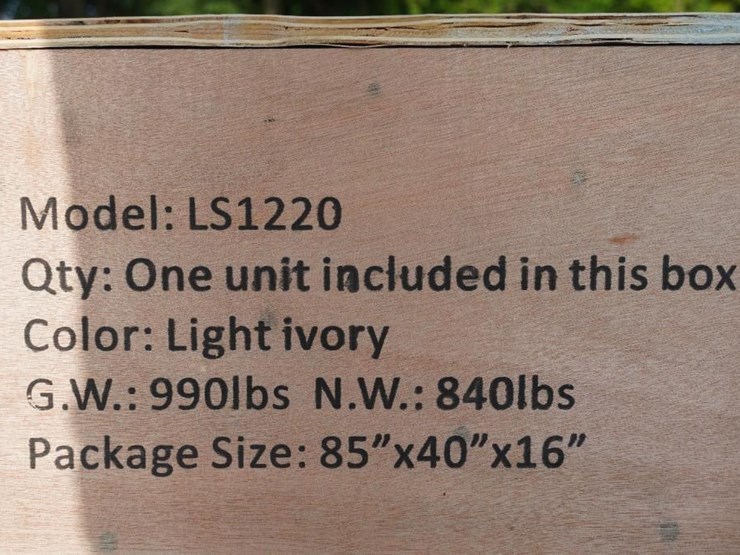 Model: LS1220
Qty: One unit included in this box
Color: Light ivory
G.W.: 990lbs N.W.: 840lbs
Package Size: 85”x40”x16”